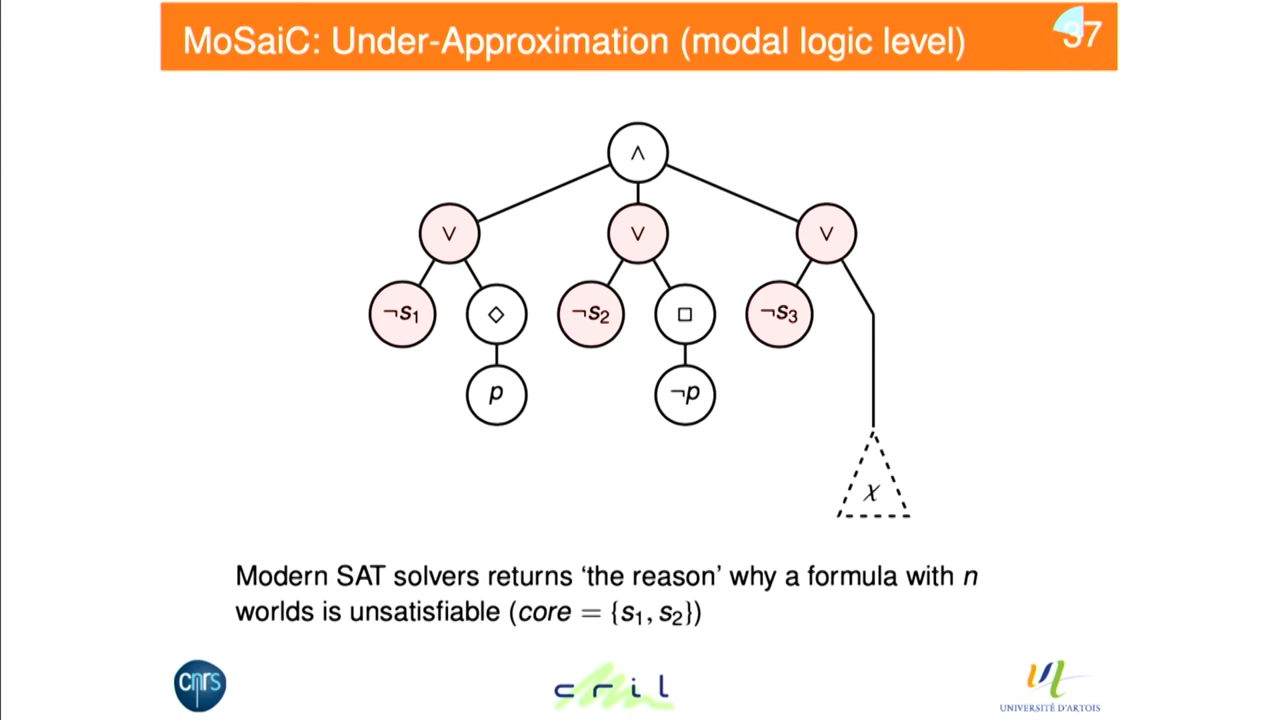 MoSaiC: Under-Approximation (modal logic level)
37
∧
∨ ∨ ∨
¬s₁ ◇ ¬s₂ □ ¬s₃
p ¬p
χ
Modern SAT solvers returns ‘the reason’ why a formula with n
worlds is unsatisfiable (core = {s₁, s₂})
cnrs
cril
UNIVERSITÉ D'ARTOIS